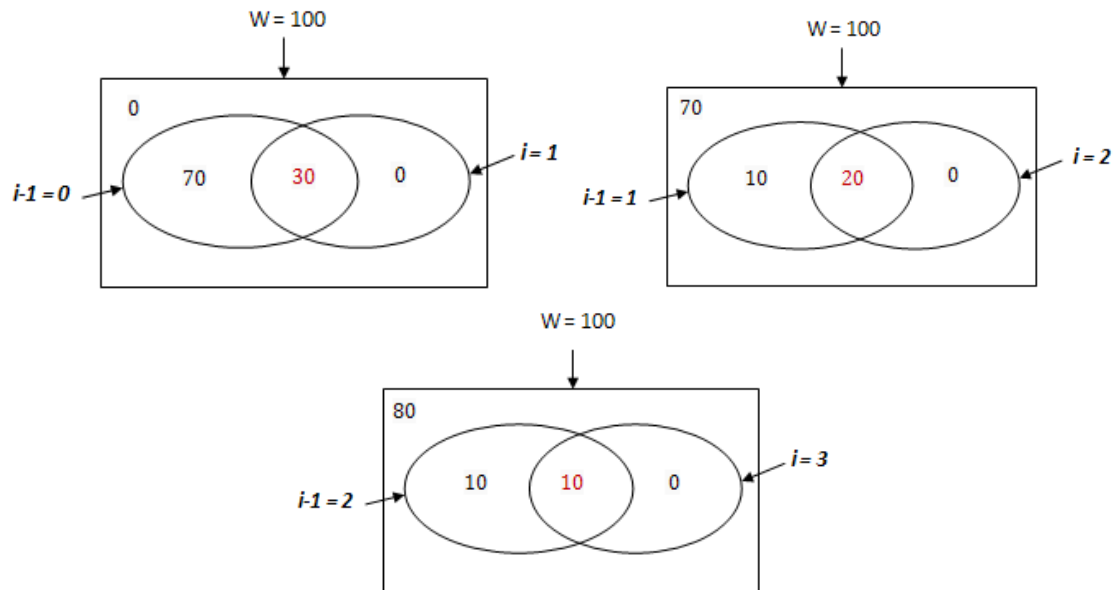 W = 100
0
70
30
0
i = 1
i-1 = 0
W = 100
70
10
20
0
i = 2
i-1 = 1
W = 100
80
10
10
0
i = 3
i-1 = 2